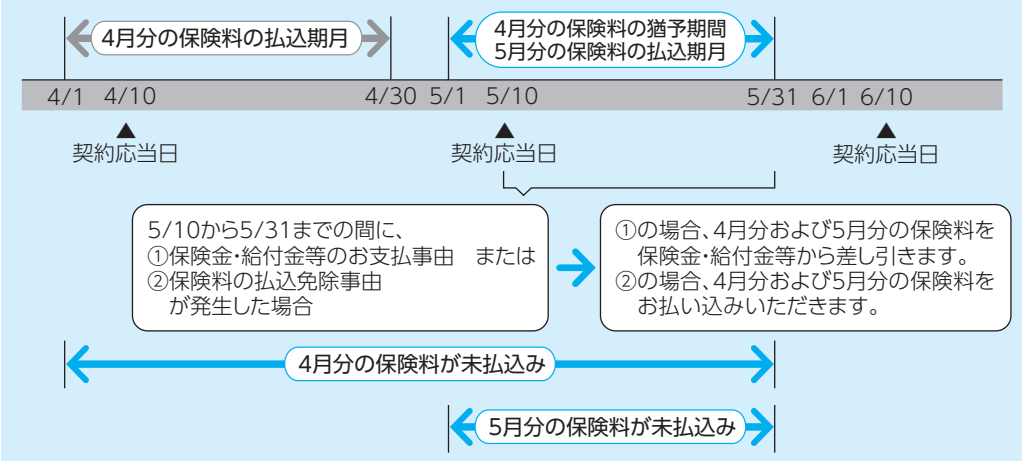 4月分の保険料の払込期月
4月分の保険料の猶予期間
5月分の保険料の払込期月
4/1 4/10 4/30 5/1 5/10 5/31 6/1 6/10
▲ ▲ ▲
契約応当日 契約応当日 契約応当日
5/10から5/31までの間に、
①保険金・給付金等のお支払事由 または
②保険料の払込免除事由
が発生した場合
①の場合、4月分および5月分の保険料を
保険金・給付金等から差し引きます。
②の場合、4月分および5月分の保険料を
お払い込みいただきます。
4月分の保険料が未払込み
5月分の保険料が未払込み